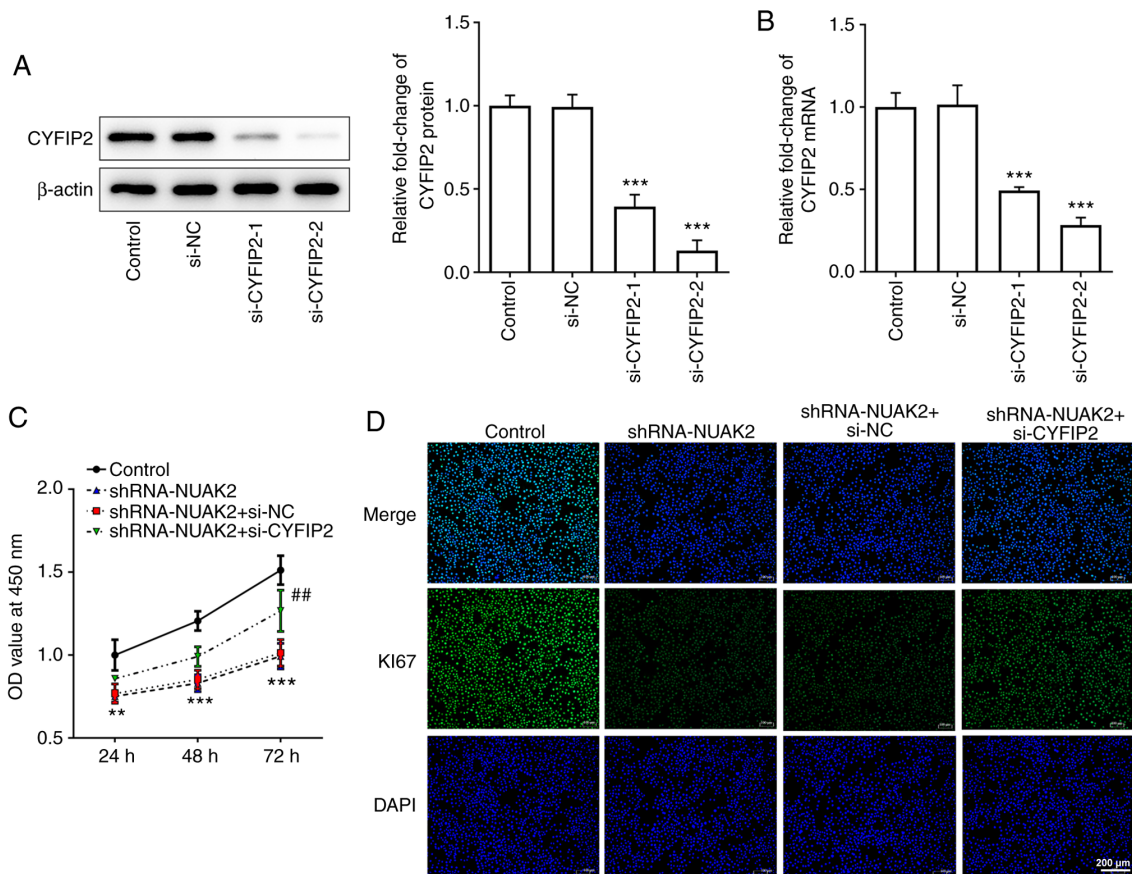 A
CYFIP2
β-actin
Control
si-NC
si-CYFIP2-1
si-CYFIP2-2
Relative fold-change of
CYFIP2 protein
1.5
1.0
0.5
0.0
***
***
Control
si-NC
si-CYFIP2-1
si-CYFIP2-2
B
Relative fold-change of
CYFIP2 mRNA
1.5
1.0
0.5
0.0
***
***
Control
si-NC
si-CYFIP2-1
si-CYFIP2-2
C
Control
shRNA-NUAK2
shRNA-NUAK2+si-NC
shRNA-NUAK2+si-CYFIP2
OD value at 450 nm
2.0
1.5
1.0
0.5
##
**
***
***
24 h
48 h
72 h
D
Control
shRNA-NUAK2
shRNA-NUAK2+
si-NC
shRNA-NUAK2+
si-CYFIP2
Merge
KI67
DAPI
200 µm